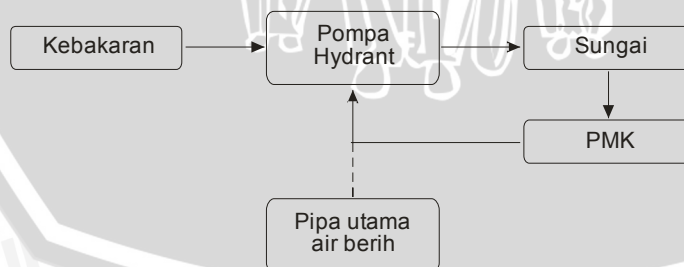 Kebakaran
Pompa
Hydrant
Sungai
PMK
Pipa utama
air berih